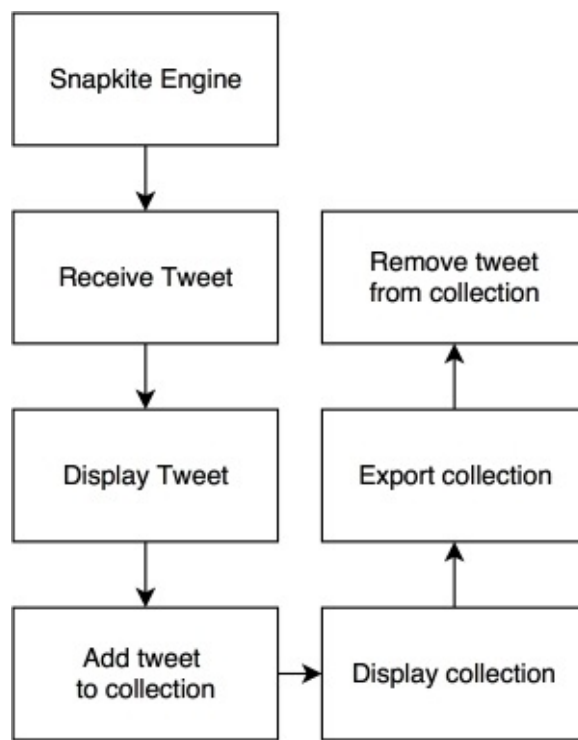 Snapkite Engine
Receive Tweet
Display Tweet
Add tweet
to collection
Display collection
Export collection
Remove tweet
from collection